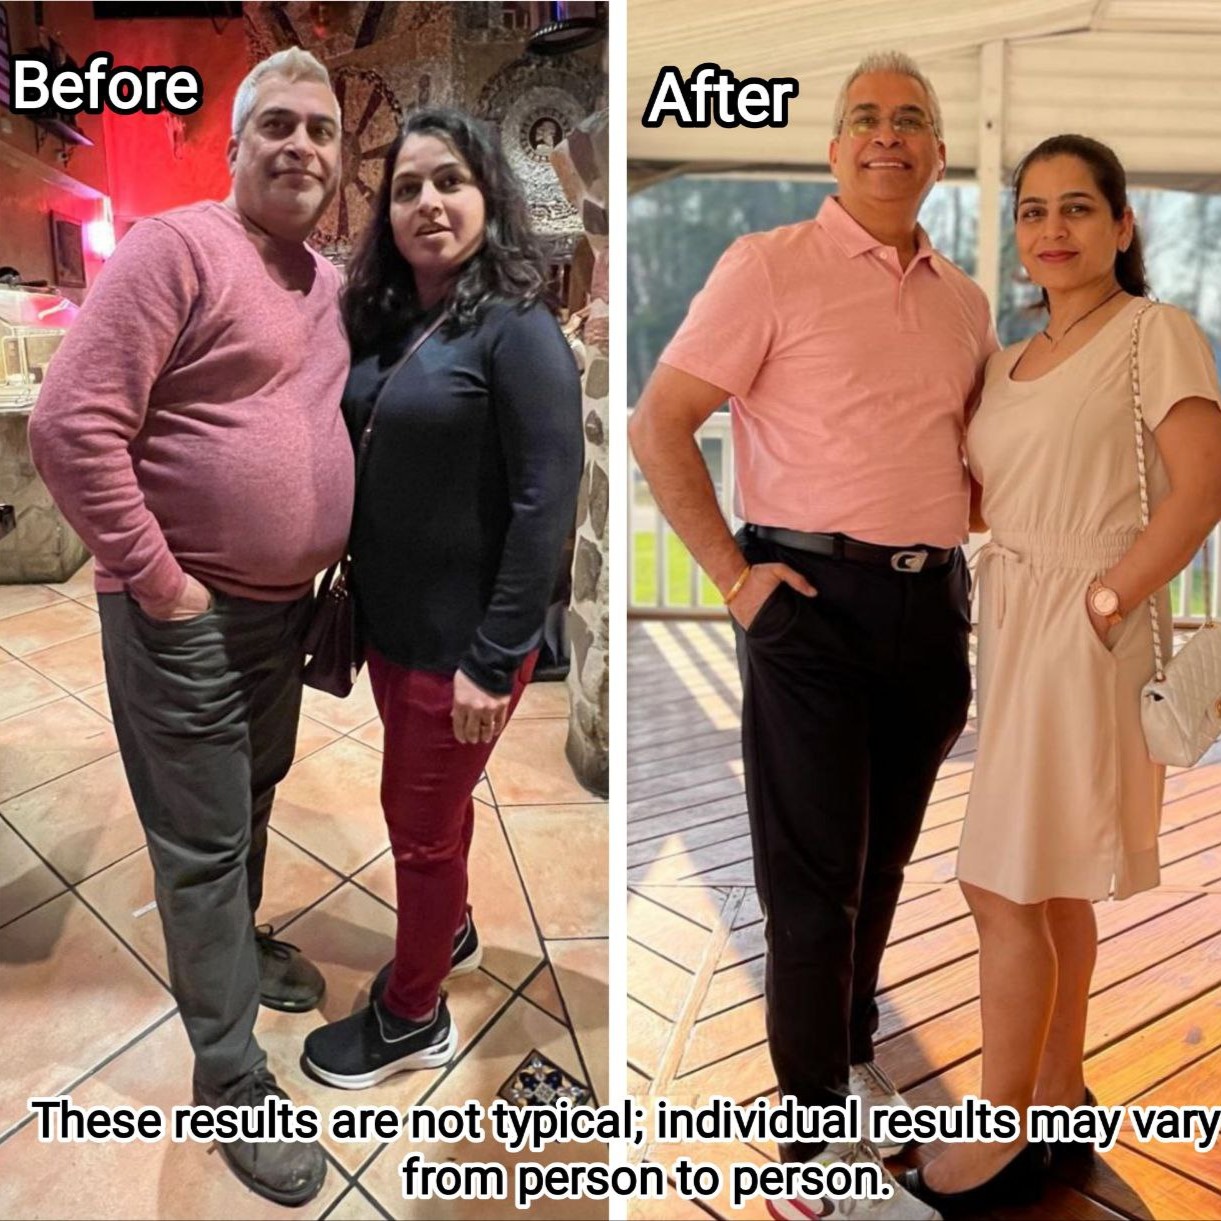 Before
After
These results are not typical; individual results may vary
from person to person.